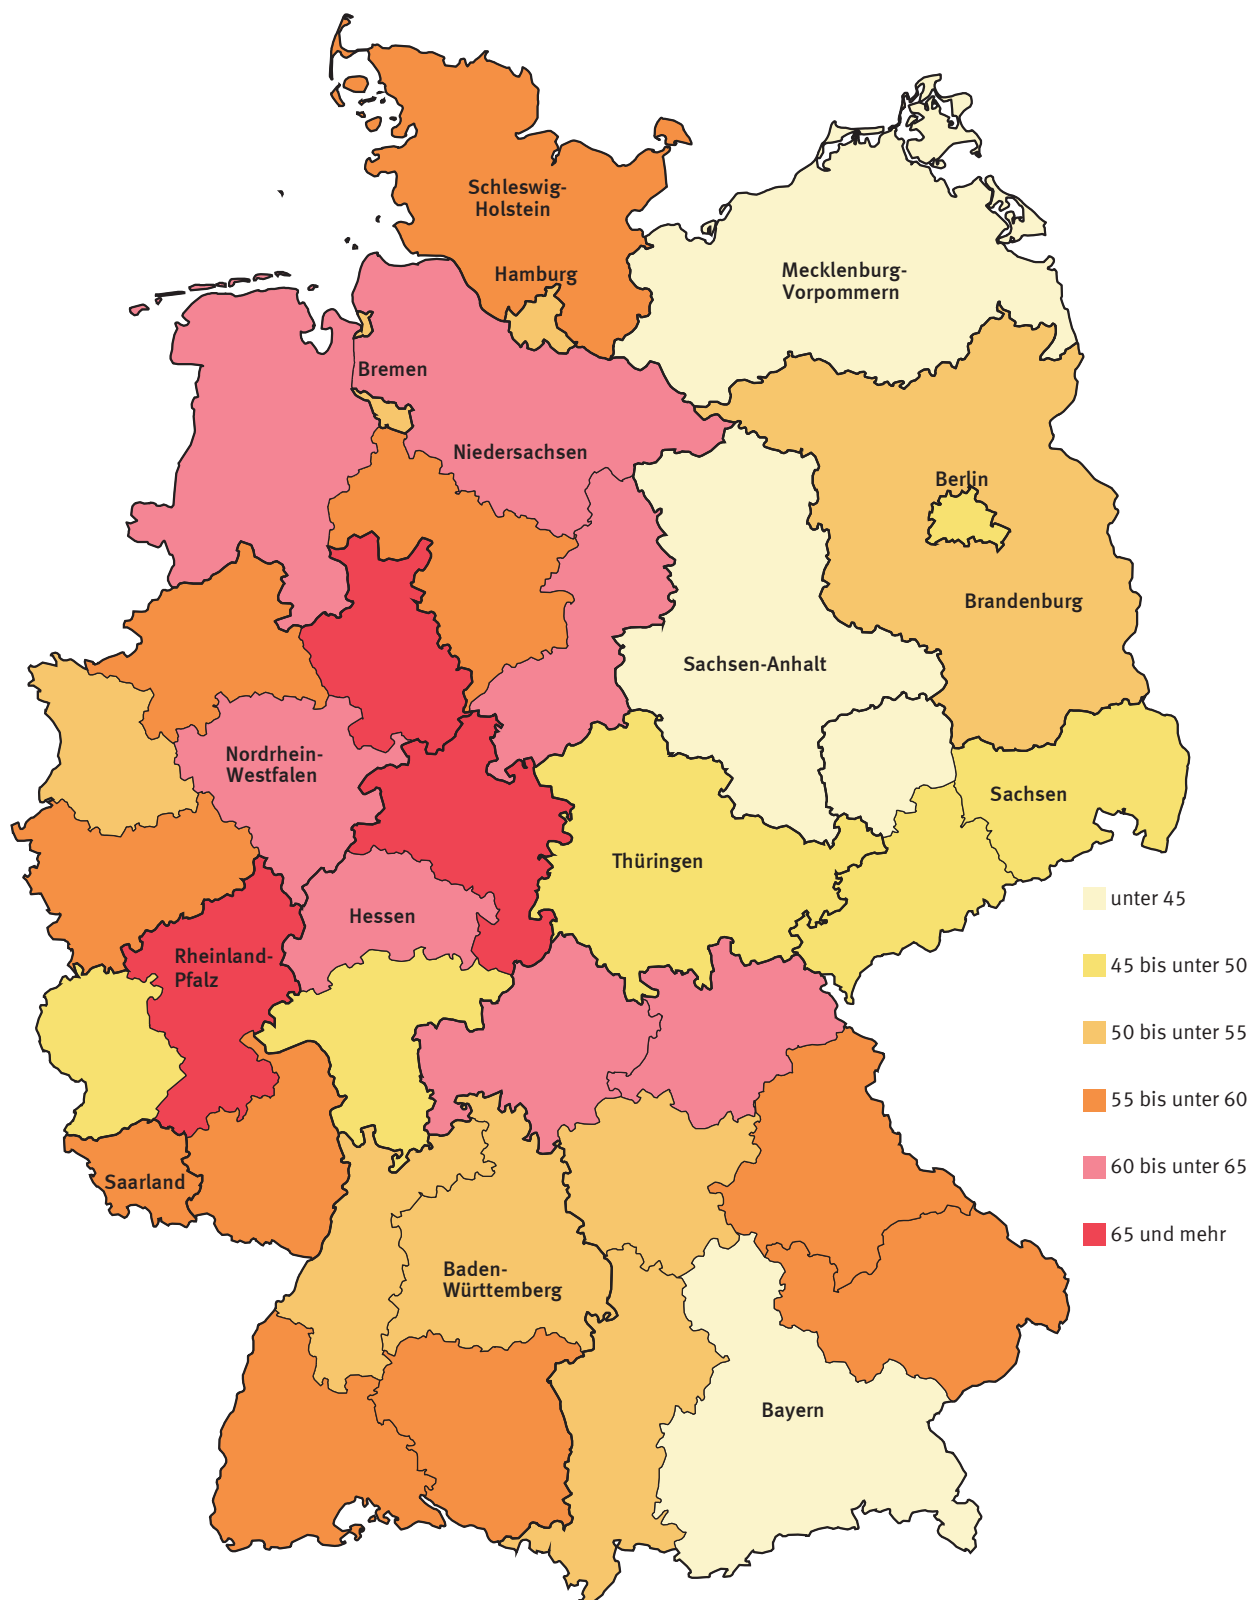 Schleswig-
Holstein
Hamburg
Mecklenburg-
Vorpommern
Bremen
Niedersachsen
Berlin
Brandenburg
Sachsen-Anhalt
Nordrhein-
Westfalen
Sachsen
Thüringen
Hessen
Rheinland-
Pfalz
Saarland
Baden-
Württemberg
Bayern
unter 45
45 bis unter 50
50 bis unter 55
55 bis unter 60
60 bis unter 65
65 und mehr